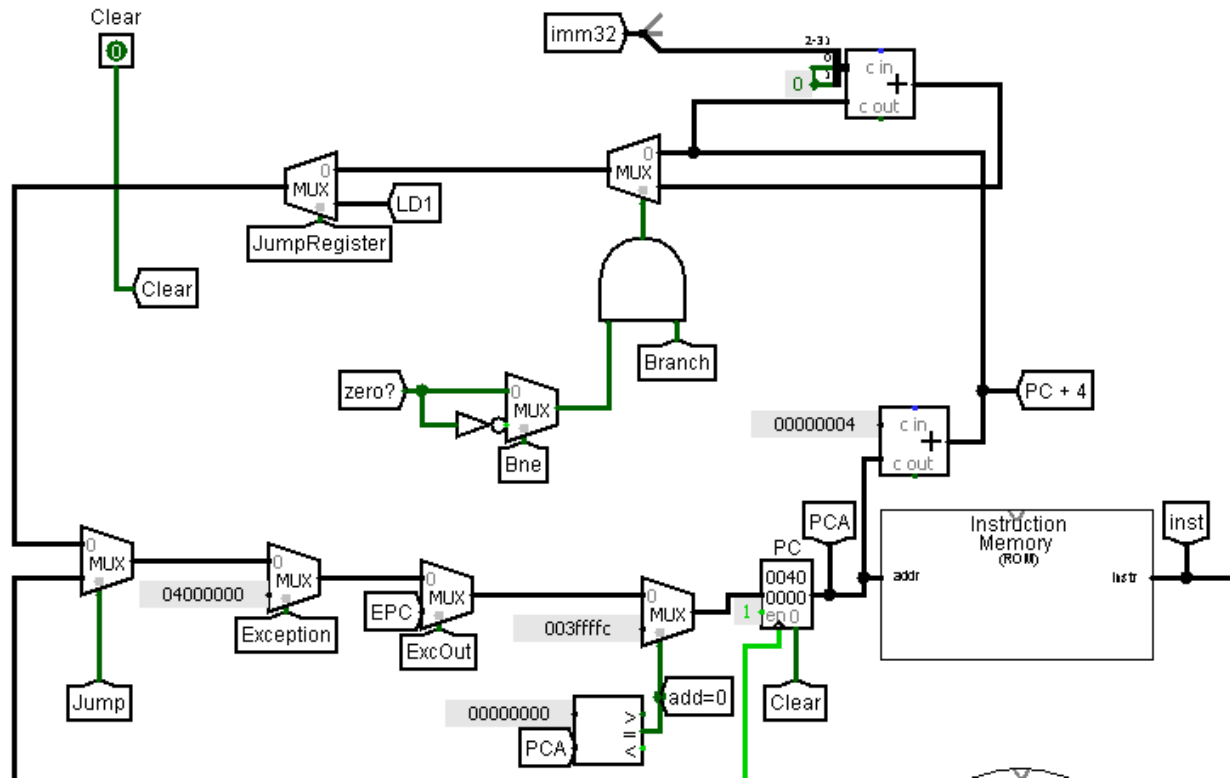 Clear
0
imm32
2-31
0
c in
+
c out
0
MUX
0
MUX
LD1
JumpRegister
Clear
Branch
zero?
0
MUX
Bne
PC + 4
00000004
c in
+
c out
PCA
Instruction
Memory
(ROM)
inst
PC
0
MUX
04000000
0
MUX
Exception
0
MUX
EPC
ExcOut
0
MUX
003ffffc
0040
0000
1
en 0
addr
Instr
Jump
add=0
Clear
00000000
PCA
>
=
<